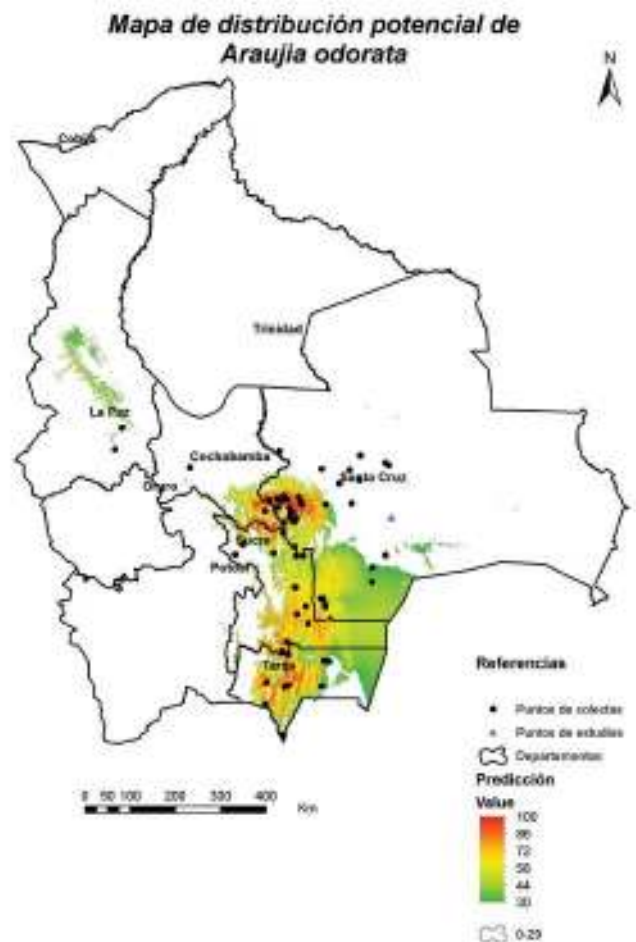 Mapa de distribución potencial de
Araujia odorata
N
Cobija
Trinidad
La Paz
Cochabamba
Oruro
Santa Cruz
Sucre
Potosí
Tarija
Referencias
Puntos de colectas
Puntos de estudios
Departamentos
Predicción
Value
100
86
72
58
44
30
0-29
0 50 100 200 300 400
Km